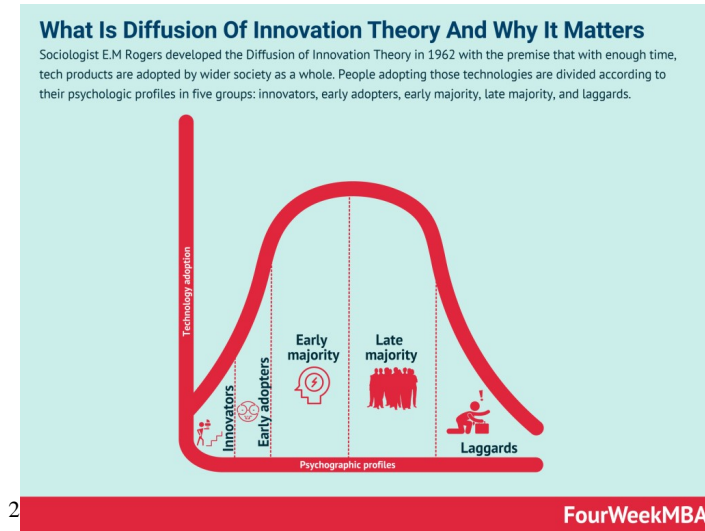 What Is Diffusion Of Innovation Theory And Why It Matters
Sociologist E.M Rogers developed the Diffusion of Innovation Theory in 1962 with the premise that with enough time,
tech products are adopted by wider society as a whole. People adopting those technologies are divided according to
their psychologic profiles in five groups: innovators, early adopters, early majority, late majority, and laggards.
Technology adoption
Innovators
Early adopters
Early
majority
Late
majority
!
Laggards
Psychographic profiles
2
FourWeekMBA